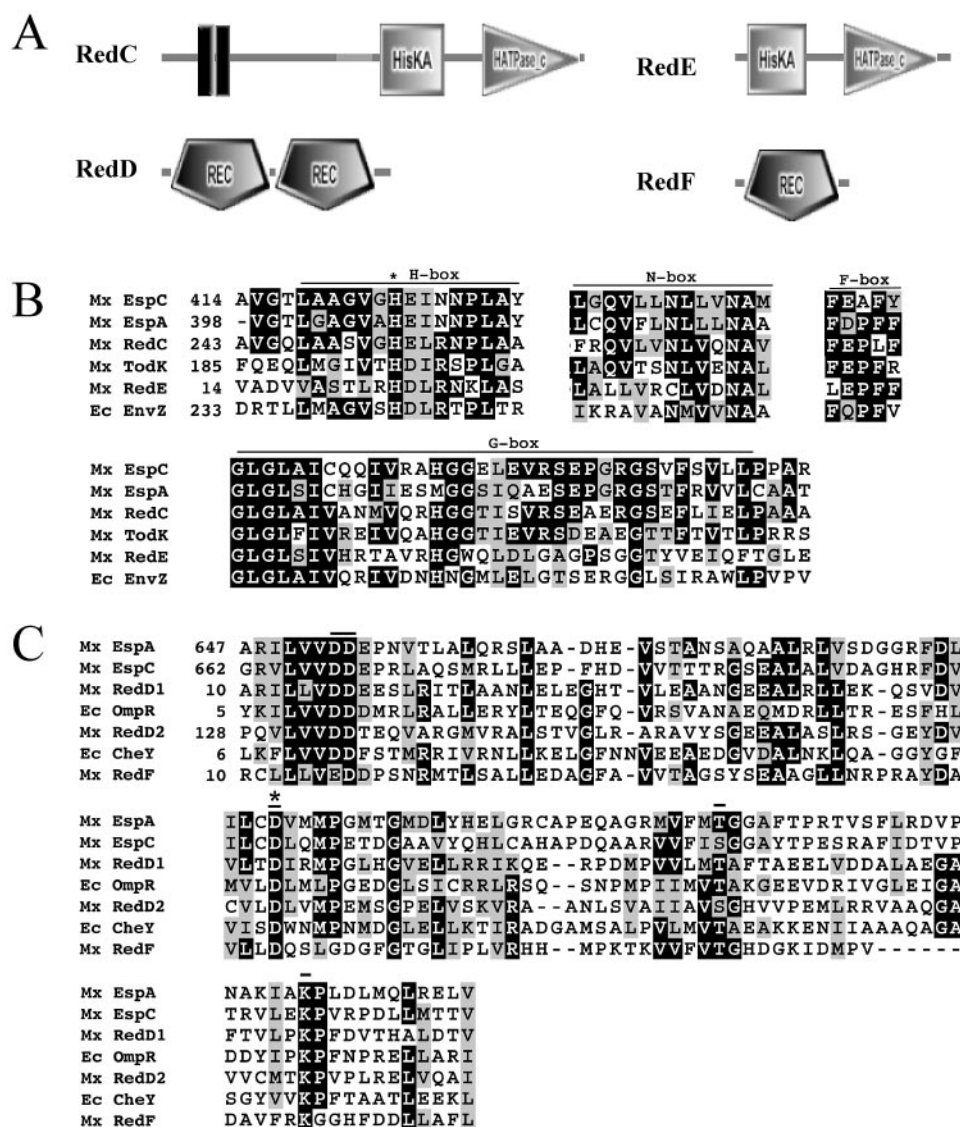 A
RedC HisKA HATPase_c
RedE HisKA HATPase_c
RedD REC REC
RedF REC
B
* H-box N-box F-box
Mx EspC 414 AVGTLAAGVGHEINNPLAY LGQVLLNLLVNAM FEAFY
Mx EspA 398 -VGTLGAGVAHEINNPLAY LCQVFLNLLLNAA FDPFF
Mx RedC 243 AVGQLAASVGHELRNPLAA FRQVLVNLVQNAV FEPLF
Mx TodK 185 FQEQLMGIVTHDIRSPLGA LAQVTSNLVENAL FEPFR
Mx RedE 14 VADVVASTLRHDLRNKLAS LALLVRCLVDNAL LEPFF
Ec EnvZ 233 DRTLLMAGVSHDLRTPLTR IKRAVANMVVNAA FQPFV
G-box
Mx EspC GLGLAICQQIVRAHGGELEVRSEPGRGSVFSVLLPPAR
Mx EspA GLGLSICHGIIESMGGSIQAESEPGRGSTFRVVLCAAT
Mx RedC GLGLAIVANMVQRHGGTISVRSEAERGSEFLIELPAAA
Mx TodK GLGLFIVREIVQAHGGTIEVRSDEAEGTTFTVTLPRRS
Mx RedE GLGLSIVHRTAVRHGWQLDLGAGPSGGTYVEIQFTGLE
Ec EnvZ GLGLAIVQRIVDNHNGMLELGTSERGGLSIRAWLPVPV
C
Mx EspA 647 ARILVVDDEPNVTLALQRSLAA-DHE-VSTANSAQAALRLVSDGGRFDL
Mx EspC 662 GRVLVVDDEPRLAQSMRLLLEP-FHD-VVTTTRGSEALALVDAGHRFDV
Mx RedD1 10 ARILLVDDEESLRITLAANLELEGHT-VLEAANGEEALRLLEK-QSVDV
Ec OmpR 5 YKILVVDDDMRLRALLERYLTEQGFQ-VRSVANAEQMDRLLTR-ESFHL
Mx RedD2 128 PQVLVVDDTEQVARGMVRALSTVGLR-ARAVYSGEEALASLRS-GEYDV
Ec CheY 6 LKFLVVDDFSTMRRIVRNLLKELGFNNVEEAEDGVDALNKLQA-GGYGF
Mx RedF 10 RCLLLVEDDPSNRMTLSALLEDAGFA-VVTAGSYSEAAGLLNRPRAYDA
*
Mx EspA ILCDVMMPGMTGMDLYHELGRCAPEQAGRMVFMTGGAFTPRTVSFLRDVP
Mx EspC ILCDLQMPETDGAAVYQHLCAHAPDQAARVVFISGGAYTPESRAFIDTVP
Mx RedD1 VLTDIRMPGLHGVELLRRIKQE--RPDMPVVLMTAFTAEELVDDALAEGA
Ec OmpR MVLDLMLPGEDGLSICRRLRSQ--SNPMPIIMVTAKGEEVDRIVGLEIGA
Mx RedD2 CVLDLVMPEMSGPELVSKVRA--ANLSVAIIAVSGHVVPEMLRRVAAQGA
Ec CheY VISDWNMPNMDGLELLKTIRADGAMSALPVLMVTAEAKKENIIAAAQAGA
Mx RedF VLLDQSLGDGFGTGLIPLVRHH--MPKTKVVFVTGHDGKIDMPV------
Mx EspA NAKIAKPLDLMQLRELV
Mx EspC TRVLEKPVRPDLLMTTV
Mx RedD1 FTVLPKPFDVTHALDTV
Ec OmpR DDYIPKPFNPRELLARI
Mx RedD2 VVCMTKPVPLRELVQAI
Ec CheY SGYVVKPFTAATLEEKL
Mx RedF DAVFRKGGHFDDLLAFL